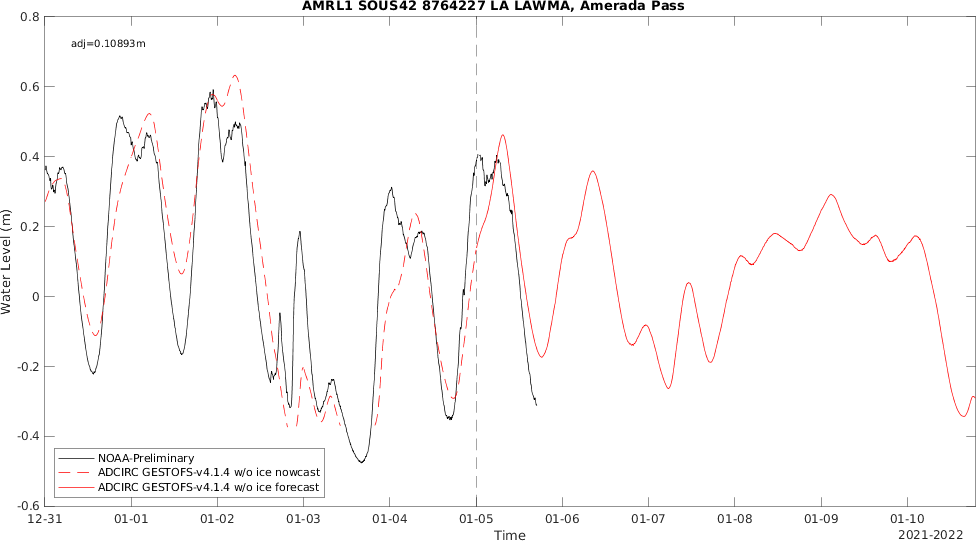 AMRL1 SOUS42 8764227 LA LAWMA, Amerada Pass
adj=0.10893m
0.8
0.6
0.4
0.2
0
-0.2
-0.4
-0.6
Water Level (m)
NOAA-Preliminary
ADCIRC GESTOFS-v4.1.4 w/o ice nowcast
ADCIRC GESTOFS-v4.1.4 w/o ice forecast
12-31 01-01 01-02 01-03 01-04 01-05 01-06 01-07 01-08 01-09 01-10
Time
2021-2022